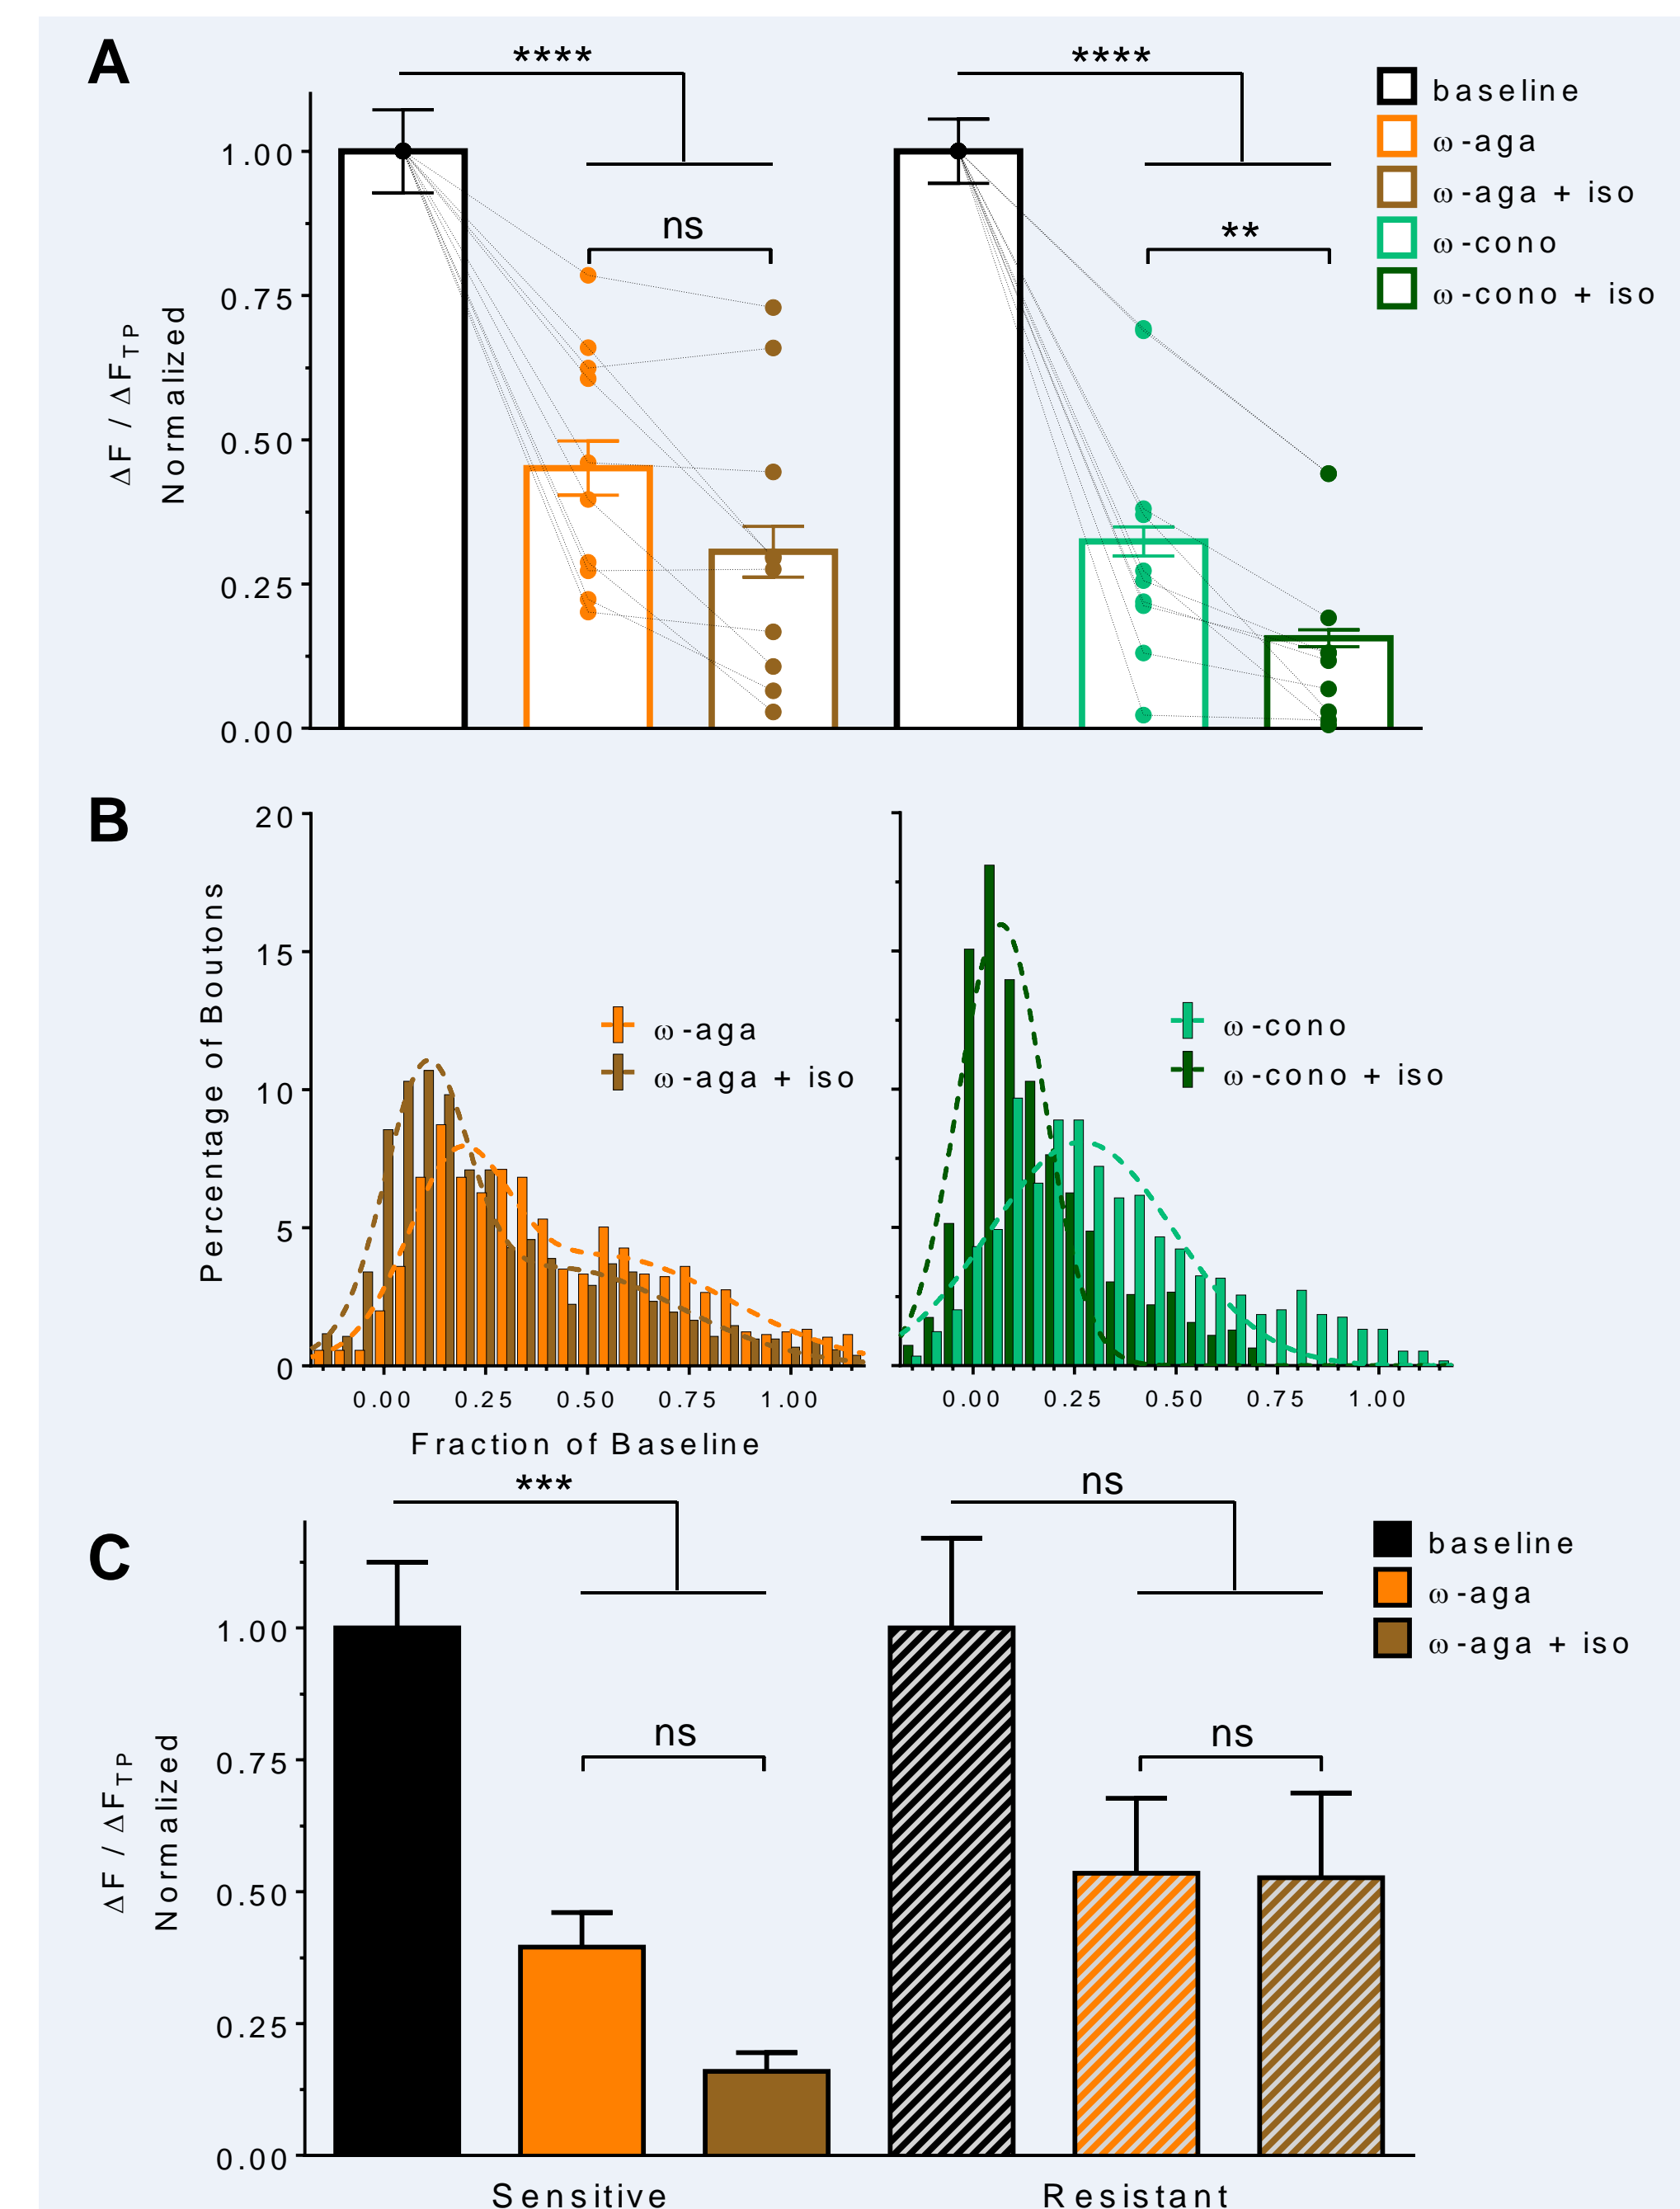 A
****
****
baseline
ω-aga
ω-aga + iso
ω-cono
ω-cono + iso
ns
**
1.00
0.75
0.50
0.25
0.00
ΔF / ΔFTP
Normalized
B
20
15
10
5
0
Percentage of Boutons
ω-aga
ω-aga + iso
ω-cono
ω-cono + iso
0.00 0.25 0.50 0.75 1.00
0.00 0.25 0.50 0.75 1.00
Fraction of Baseline
C
***
ns
baseline
ω-aga
ω-aga + iso
ns
ns
1.00
0.75
0.50
0.25
0.00
ΔF / ΔFTP
Normalized
Sensitive
Resistant